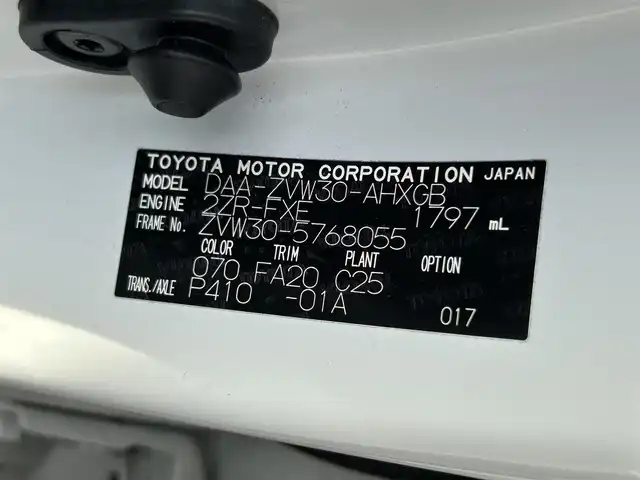 TOYOTA MOTOR CORPORATION JAPAN
MODEL DAA-ZVW30-AHXGB
ENGINE 2ZR-FXE 1797 mL
FRAME No. ZVW30-5768055
COLOR TRIM PLANT OPTION
070 FA20 C25
TRANS./AXLE P410 -01A 017